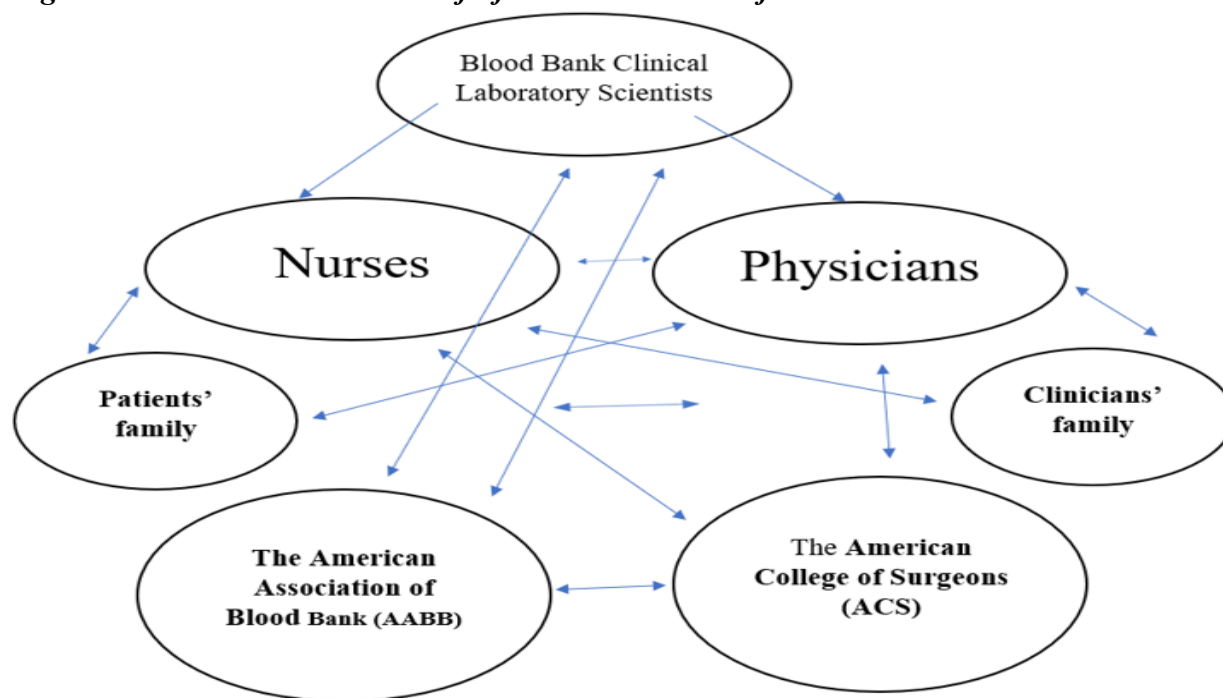 Blood Bank Clinical
Laboratory Scientists
Nurses
Physicians
Patients’
family
Clinicians’
family
The American
Association of
Blood Bank (AABB)
The American
College of Surgeons
(ACS)